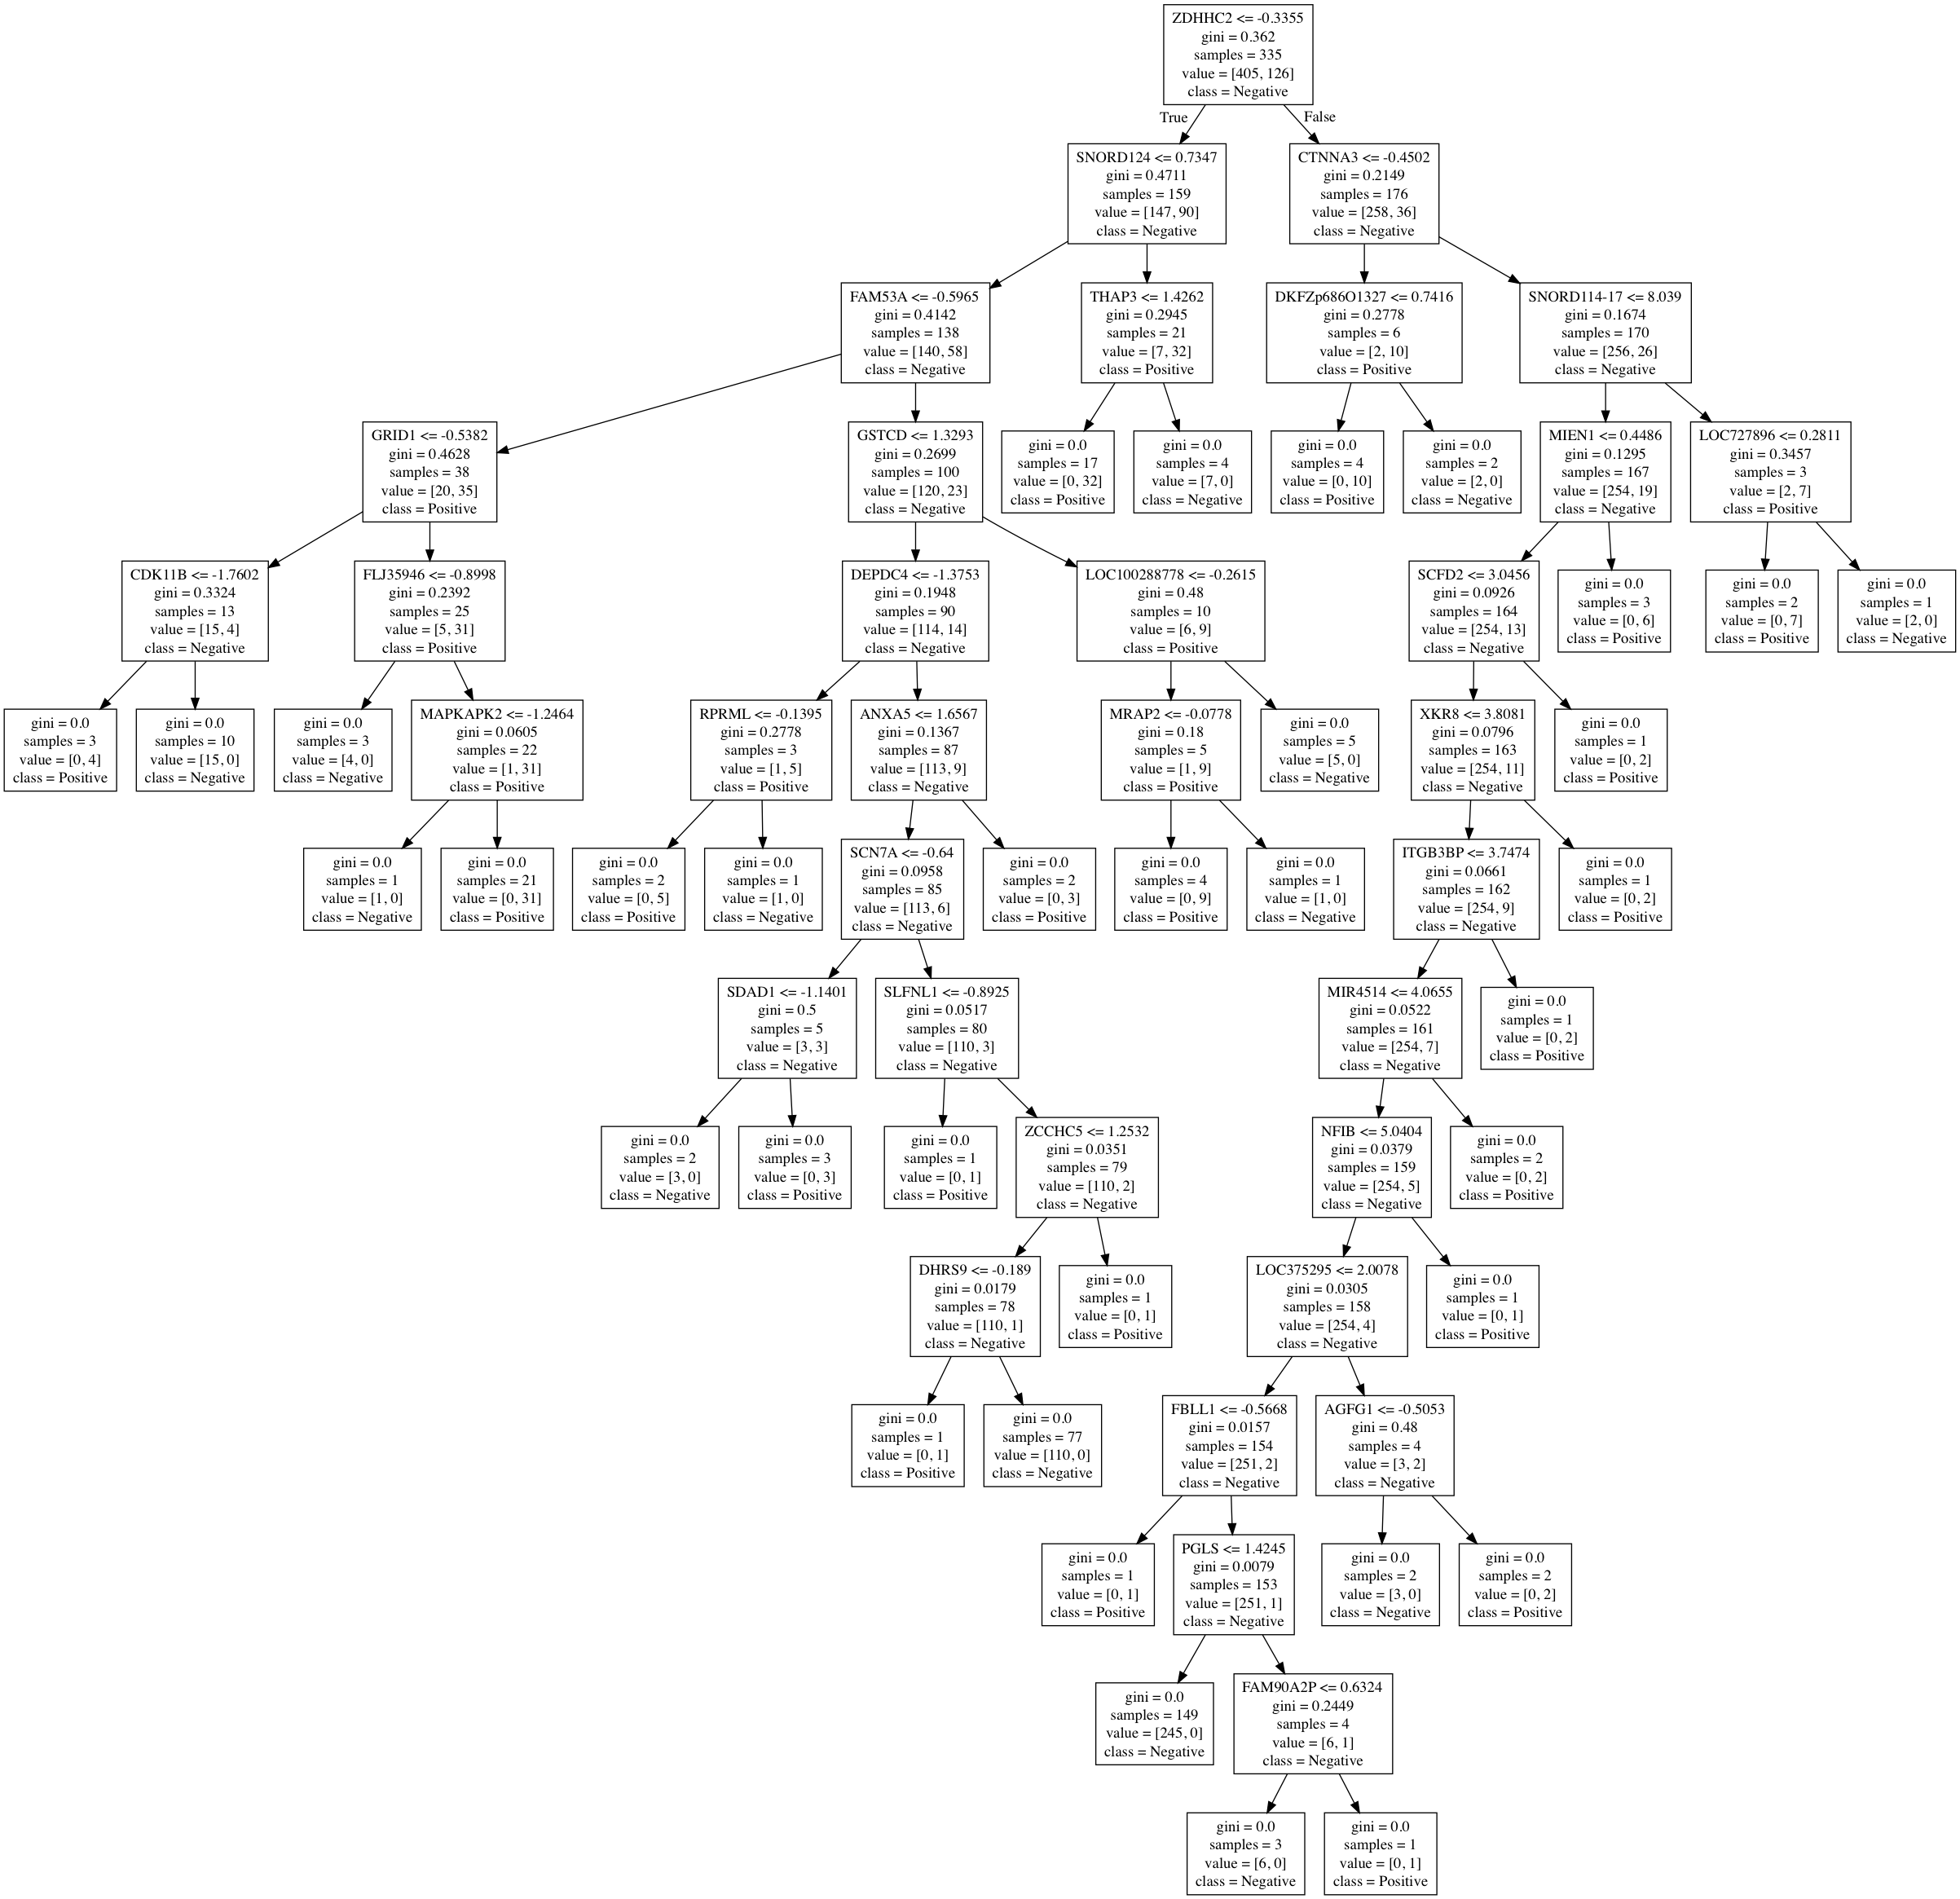 ZDHHC2 <= -0.3355
gini = 0.362
samples = 335
value = [405, 126]
class = Negative
True
False
SNORD124 <= 0.7347
gini = 0.4711
samples = 159
value = [147, 90]
class = Negative
CTNNA3 <= -0.4502
gini = 0.2149
samples = 176
value = [258, 36]
class = Negative
FAM53A <= -0.5965
gini = 0.4142
samples = 138
value = [140, 58]
class = Negative
THAP3 <= 1.4262
gini = 0.2945
samples = 21
value = [7, 32]
class = Positive
DKFZp686O1327 <= 0.7416
gini = 0.2778
samples = 6
value = [2, 10]
class = Positive
SNORD114-17 <= 8.039
gini = 0.1674
samples = 170
value = [256, 26]
class = Negative
GRID1 <= -0.5382
gini = 0.4628
samples = 38
value = [20, 35]
class = Positive
GSTCD <= 1.3293
gini = 0.2699
samples = 100
value = [120, 23]
class = Negative
gini = 0.0
samples = 17
value = [0, 32]
class = Positive
gini = 0.0
samples = 4
value = [7, 0]
class = Negative
gini = 0.0
samples = 4
value = [0, 10]
class = Positive
gini = 0.0
samples = 2
value = [2, 0]
class = Negative
MIEN1 <= 0.4486
gini = 0.1295
samples = 167
value = [254, 19]
class = Negative
LOC727896 <= 0.2811
gini = 0.3457
samples = 3
value = [2, 7]
class = Positive
CDK11B <= -1.7602
gini = 0.3324
samples = 13
value = [15, 4]
class = Negative
FLJ35946 <= -0.8998
gini = 0.2392
samples = 25
value = [5, 31]
class = Positive
DEPDC4 <= -1.3753
gini = 0.1948
samples = 90
value = [114, 14]
class = Negative
LOC100288778 <= -0.2615
gini = 0.48
samples = 10
value = [6, 9]
class = Positive
SCFD2 <= 3.0456
gini = 0.0926
samples = 164
value = [254, 13]
class = Negative
gini = 0.0
samples = 3
value = [0, 6]
class = Positive
gini = 0.0
samples = 2
value = [0, 7]
class = Positive
gini = 0.0
samples = 1
value = [2, 0]
class = Negative
gini = 0.0
samples = 3
value = [0, 4]
class = Positive
gini = 0.0
samples = 10
value = [15, 0]
class = Negative
gini = 0.0
samples = 3
value = [4, 0]
class = Negative
MAPKAPK2 <= -1.2464
gini = 0.0605
samples = 22
value = [1, 31]
class = Positive
RPRML <= -0.1395
gini = 0.2778
samples = 3
value = [1, 5]
class = Positive
ANXA5 <= 1.6567
gini = 0.1367
samples = 87
value = [113, 9]
class = Negative
MRAP2 <= -0.0778
gini = 0.18
samples = 5
value = [1, 9]
class = Positive
gini = 0.0
samples = 5
value = [5, 0]
class = Negative
XKR8 <= 3.8081
gini = 0.0796
samples = 163
value = [254, 11]
class = Negative
gini = 0.0
samples = 1
value = [0, 2]
class = Positive
gini = 0.0
samples = 1
value = [1, 0]
class = Negative
gini = 0.0
samples = 21
value = [0, 31]
class = Positive
gini = 0.0
samples = 2
value = [0, 5]
class = Positive
gini = 0.0
samples = 1
value = [1, 0]
class = Negative
SCN7A <= -0.64
gini = 0.0958
samples = 85
value = [113, 6]
class = Negative
gini = 0.0
samples = 2
value = [0, 3]
class = Positive
gini = 0.0
samples = 4
value = [0, 9]
class = Positive
gini = 0.0
samples = 1
value = [1, 0]
class = Negative
ITGB3BP <= 3.7474
gini = 0.0661
samples = 162
value = [254, 9]
class = Negative
gini = 0.0
samples = 1
value = [0, 2]
class = Positive
SDAD1 <= -1.1401
gini = 0.5
samples = 5
value = [3, 3]
class = Negative
SLFNL1 <= -0.8925
gini = 0.0517
samples = 80
value = [110, 3]
class = Negative
MIR4514 <= 4.0655
gini = 0.0522
samples = 161
value = [254, 7]
class = Negative
gini = 0.0
samples = 1
value = [0, 2]
class = Positive
gini = 0.0
samples = 2
value = [3, 0]
class = Negative
gini = 0.0
samples = 3
value = [0, 3]
class = Positive
gini = 0.0
samples = 1
value = [0, 1]
class = Positive
ZCCHC5 <= 1.2532
gini = 0.0351
samples = 79
value = [110, 2]
class = Negative
NFIB <= 5.0404
gini = 0.0379
samples = 159
value = [254, 5]
class = Negative
gini = 0.0
samples = 2
value = [0, 2]
class = Positive
DHRS9 <= -0.189
gini = 0.0179
samples = 78
value = [110, 1]
class = Negative
gini = 0.0
samples = 1
value = [0, 1]
class = Positive
LOC375295 <= 2.0078
gini = 0.0305
samples = 158
value = [254, 4]
class = Negative
gini = 0.0
samples = 1
value = [0, 1]
class = Positive
gini = 0.0
samples = 1
value = [0, 1]
class = Positive
gini = 0.0
samples = 77
value = [110, 0]
class = Negative
FBLL1 <= -0.5668
gini = 0.0157
samples = 154
value = [251, 2]
class = Negative
AGFG1 <= -0.5053
gini = 0.48
samples = 4
value = [3, 2]
class = Negative
gini = 0.0
samples = 1
value = [0, 1]
class = Positive
PGLS <= 1.4245
gini = 0.0079
samples = 153
value = [251, 1]
class = Negative
gini = 0.0
samples = 2
value = [3, 0]
class = Negative
gini = 0.0
samples = 2
value = [0, 2]
class = Positive
gini = 0.0
samples = 149
value = [245, 0]
class = Negative
FAM90A2P <= 0.6324
gini = 0.2449
samples = 4
value = [6, 1]
class = Negative
gini = 0.0
samples = 3
value = [6, 0]
class = Negative
gini = 0.0
samples = 1
value = [0, 1]
class = Positive